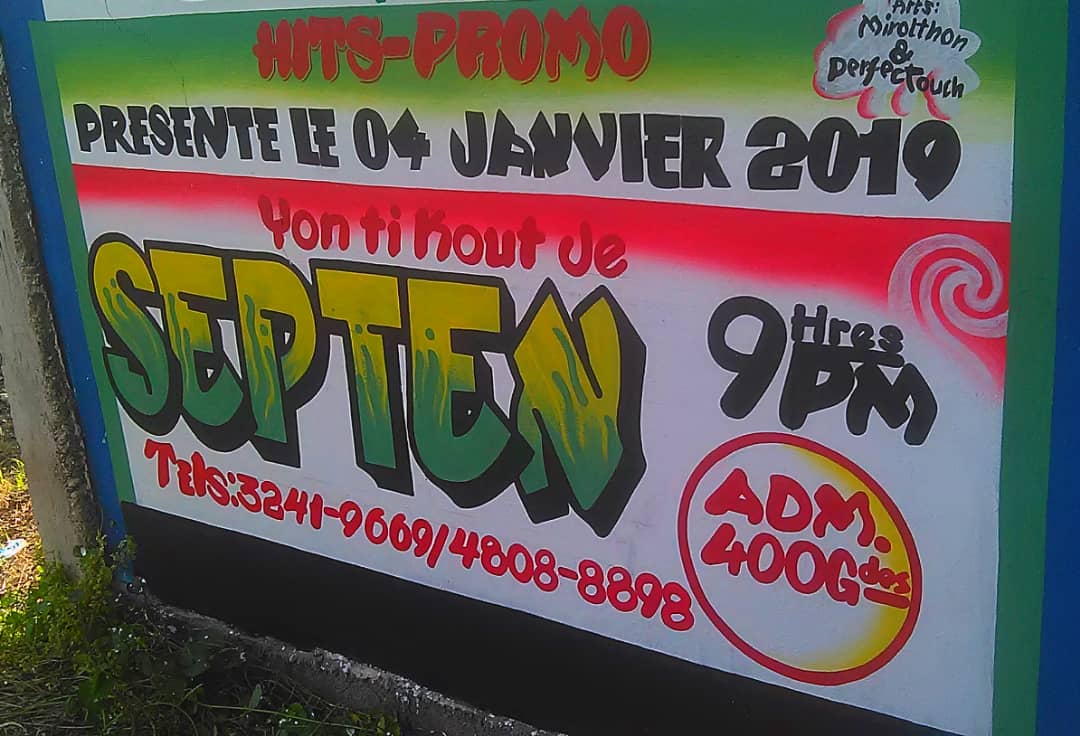 Arts:
Mirolthon
&
Perfectouch
HITS-PROMO
PRESENTE LE 04 JANVIER 2019
Yon ti Kout Je
SEPTEN
9 Hres
PM
Tels:3241-9669/4808-8898
ADM.
400Gdes